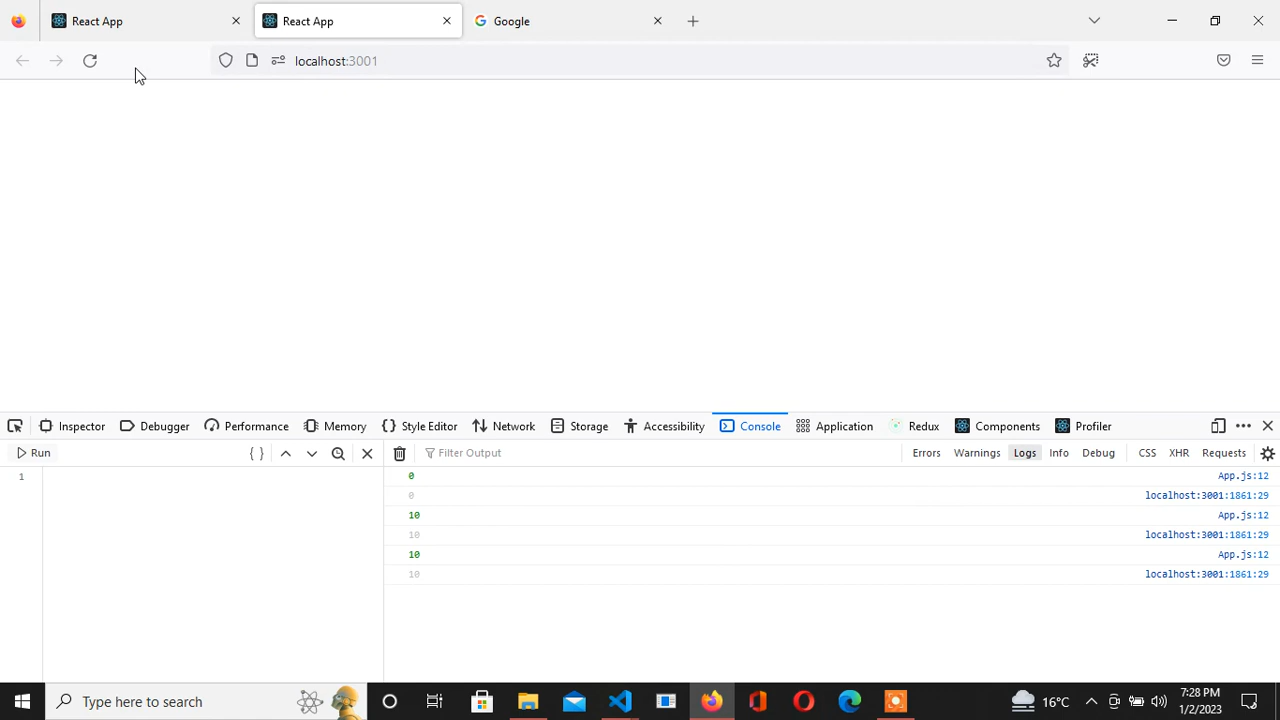 React App React App Google
localhost:3001
Inspector Debugger Performance Memory Style Editor Network Storage Accessibility Console Application Redux Components Profiler
Run { } Filter Output Errors Warnings Logs Info Debug CSS XHR Requests
1 0 App.js:12
0 localhost:3001:1861:29
10 App.js:12
10 localhost:3001:1861:29
10 App.js:12
10 localhost:3001:1861:29
Type here to search 16°C 7:28 PM
1/2/2023